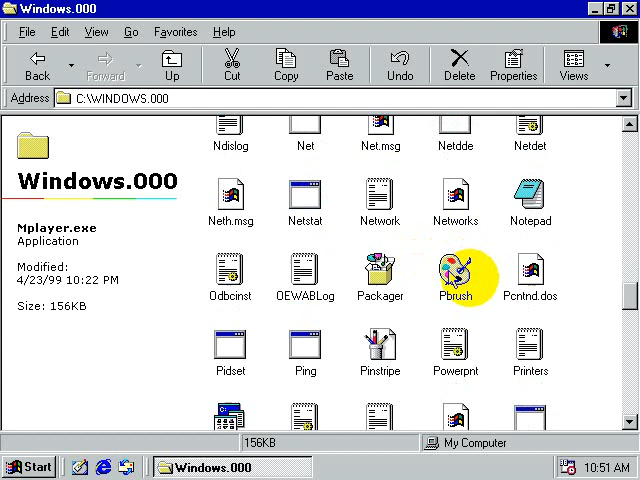 Windows.000
File Edit View Go Favorites Help
Back Forward Up Cut Copy Paste Undo Delete Properties Views
Address C:\WINDOWS.000
Windows.000
Mplayer.exe
Application
Modified:
4/23/99 10:22 PM
Size: 156KB
Ndislog Net Net.msg Netdde Netdet
Neth.msg Netstat Network Networks Notepad
Odbcinst OEWABLog Packager Pbrush Pcntnd.dos
Pidset Ping Pinstripe Powerpnt Printers
156KB My Computer
Start Windows.000 10:51 AM